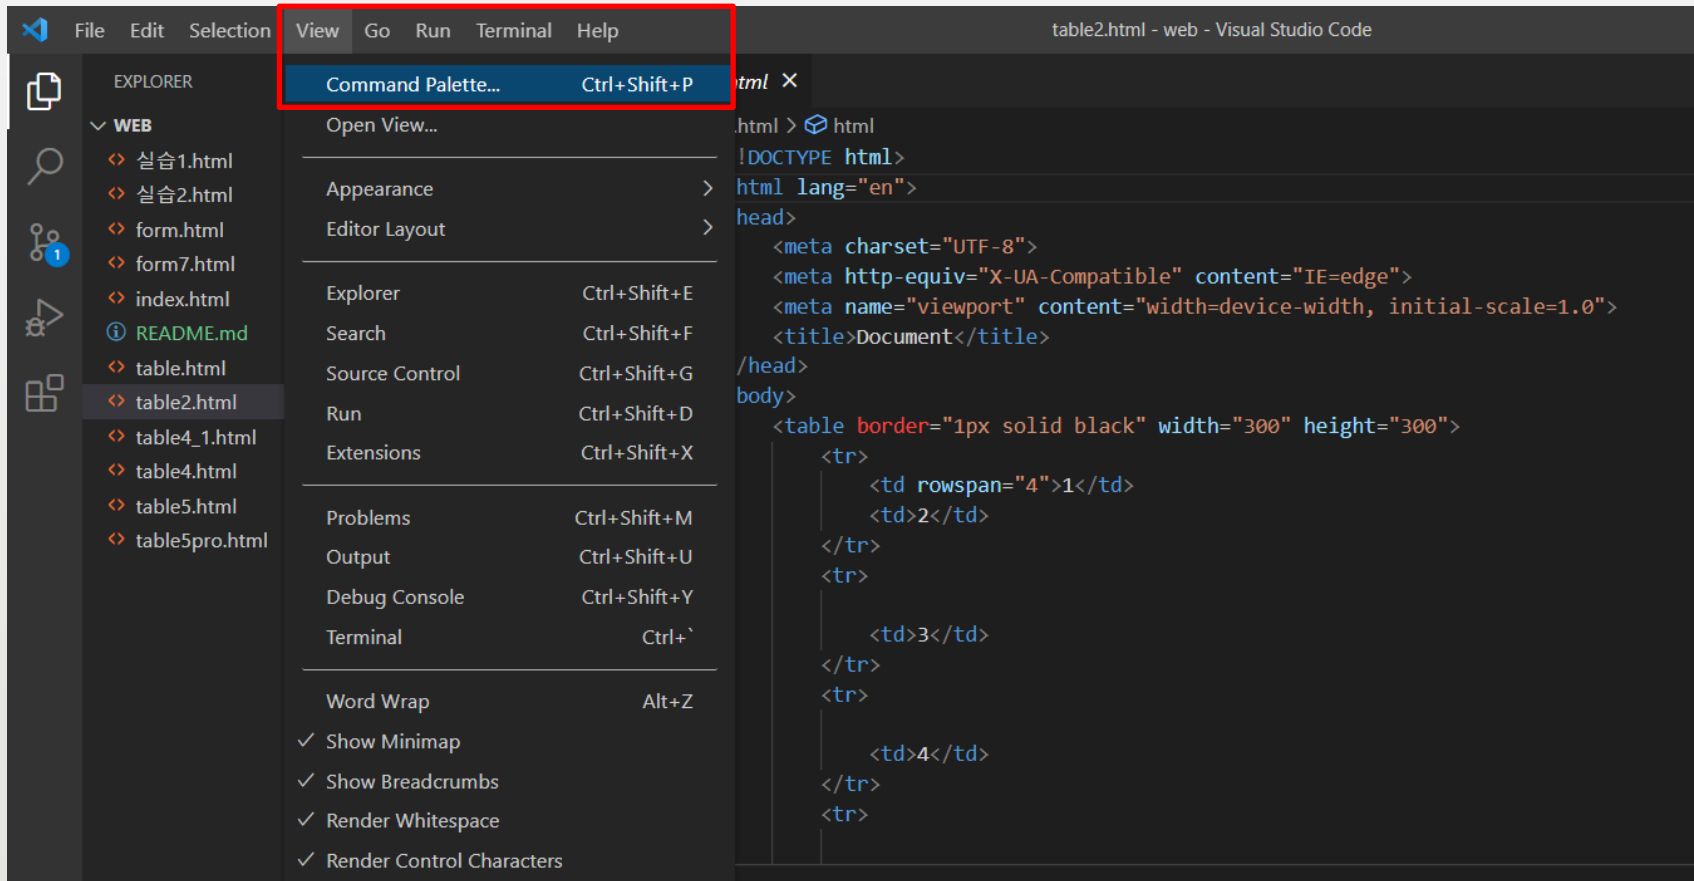 File Edit Selection View Go Run Terminal Help table2.html - web - Visual Studio Code
EXPLORER
WEB
실습1.html
실습2.html
form.html
form7.html
index.html
README.md
table.html
table2.html
table4_1.html
table4.html
table5.html
table5pro.html
1
Command Palette... Ctrl+Shift+P
Open View...
Appearance
Editor Layout
Explorer Ctrl+Shift+E
Search Ctrl+Shift+F
Source Control Ctrl+Shift+G
Run Ctrl+Shift+D
Extensions Ctrl+Shift+X
Problems Ctrl+Shift+M
Output Ctrl+Shift+U
Debug Console Ctrl+Shift+Y
Terminal Ctrl+`
Word Wrap Alt+Z
Show Minimap
Show Breadcrumbs
Render Whitespace
Render Control Characters
html
.html > html
!DOCTYPE html>
html lang="en">
head>
<meta charset="UTF-8">
<meta http-equiv="X-UA-Compatible" content="IE=edge">
<meta name="viewport" content="width=device-width, initial-scale=1.0">
<title>Document</title>
/head>
body>
<table border="1px solid black" width="300" height="300">
<tr>
<td rowspan="4">1</td>
<td>2</td>
</tr>
<tr>
<td>3</td>
</tr>
<tr>
<td>4</td>
</tr>
<tr>